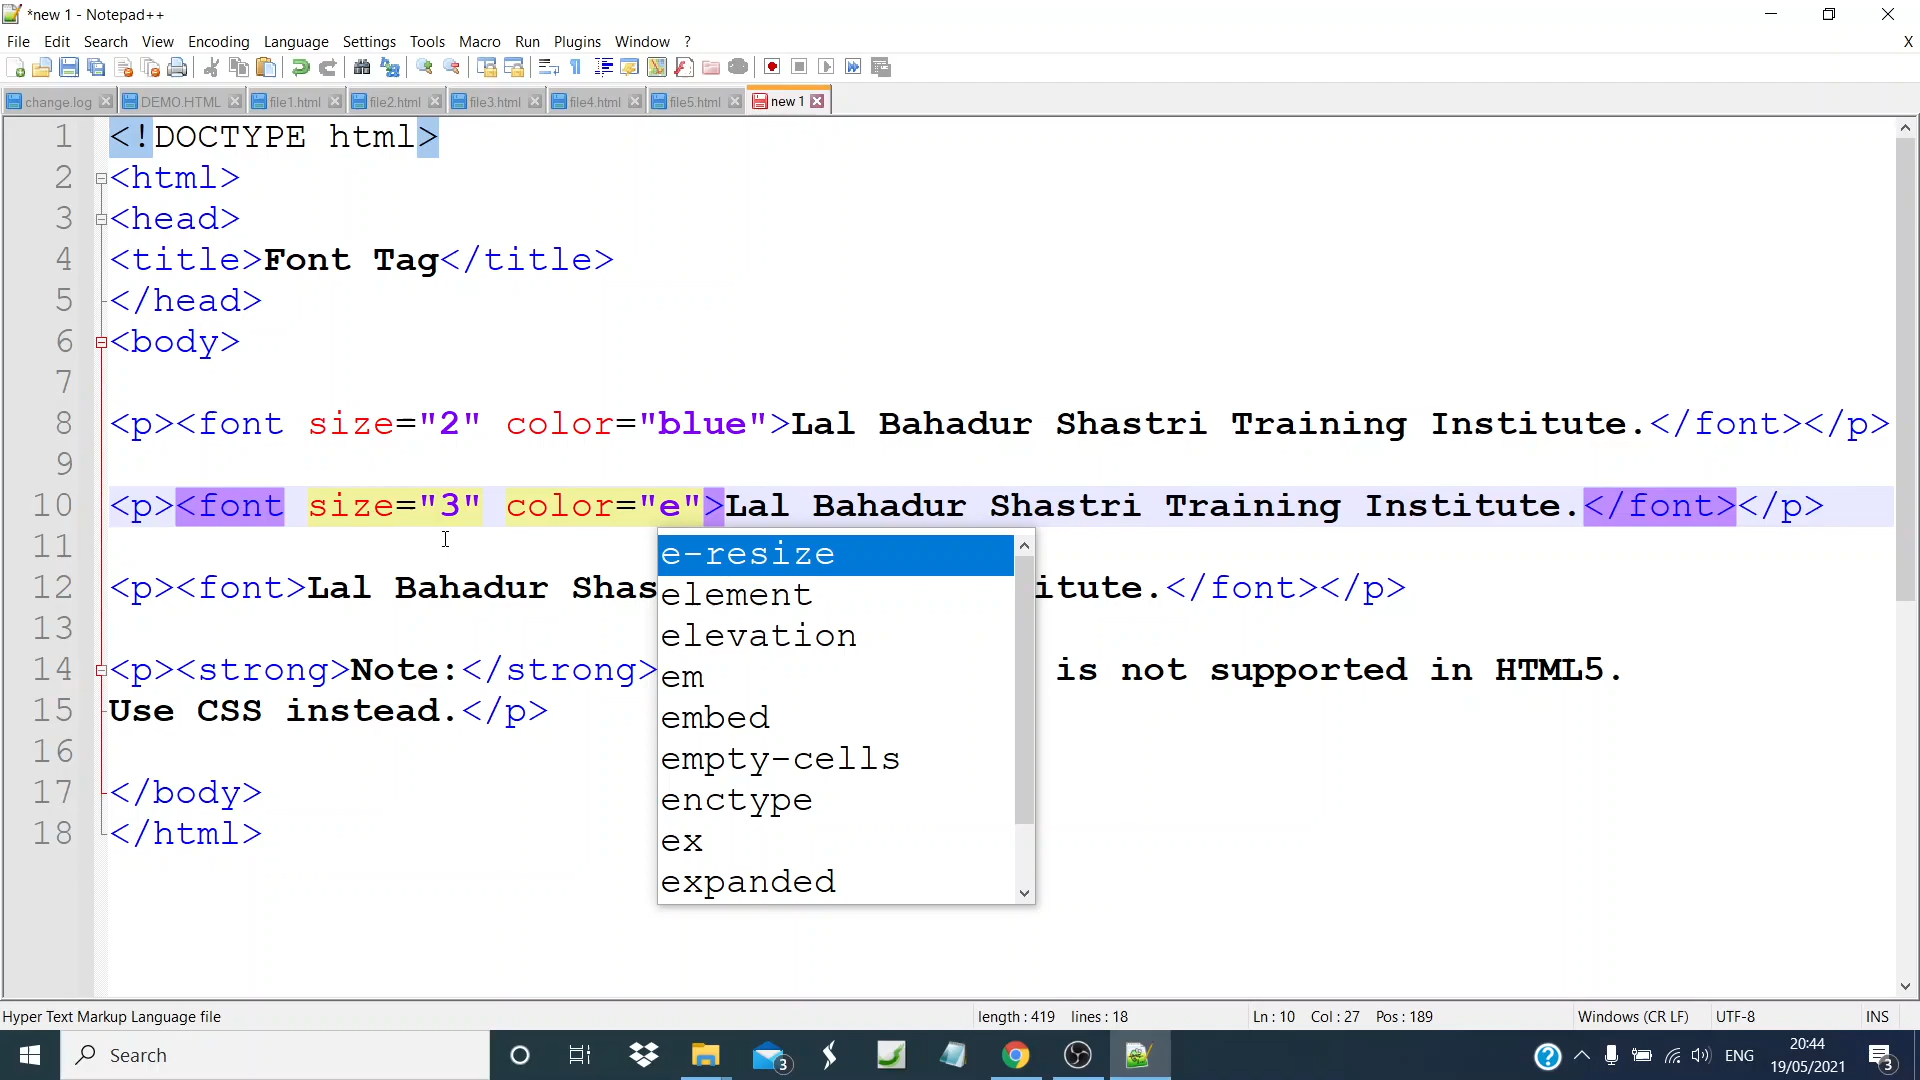 *new 1 - Notepad++
File Edit Search View Encoding Language Settings Tools Macro Run Plugins Window ? X
change.log DEMO.HTML file1.html file2.html file3.html file4.html file5.html new 1
1 <!DOCTYPE html>
2 <html>
3 <head>
4 <title>Font Tag</title>
5 </head>
6 <body>
7
8 <p><font size="2" color="blue">Lal Bahadur Shastri Training Institute.</font></p>
9
10 <p><font size="3" color="e">Lal Bahadur Shastri Training Institute.</font></p>
11
12 <p><font>Lal Bahadur Shas itute.</font></p>
13
14 <p><strong>Note:</strong> is not supported in HTML5.
15 Use CSS instead.</p>
16
17 </body>
18 </html>
e-resize
element
elevation
em
embed
empty-cells
enctype
ex
expanded
Hyper Text Markup Language file length : 419 lines : 18 Ln : 10 Col : 27 Pos : 189 Windows (CR LF) UTF-8 INS
Search 3 ENG 20:44
19/05/2021 3